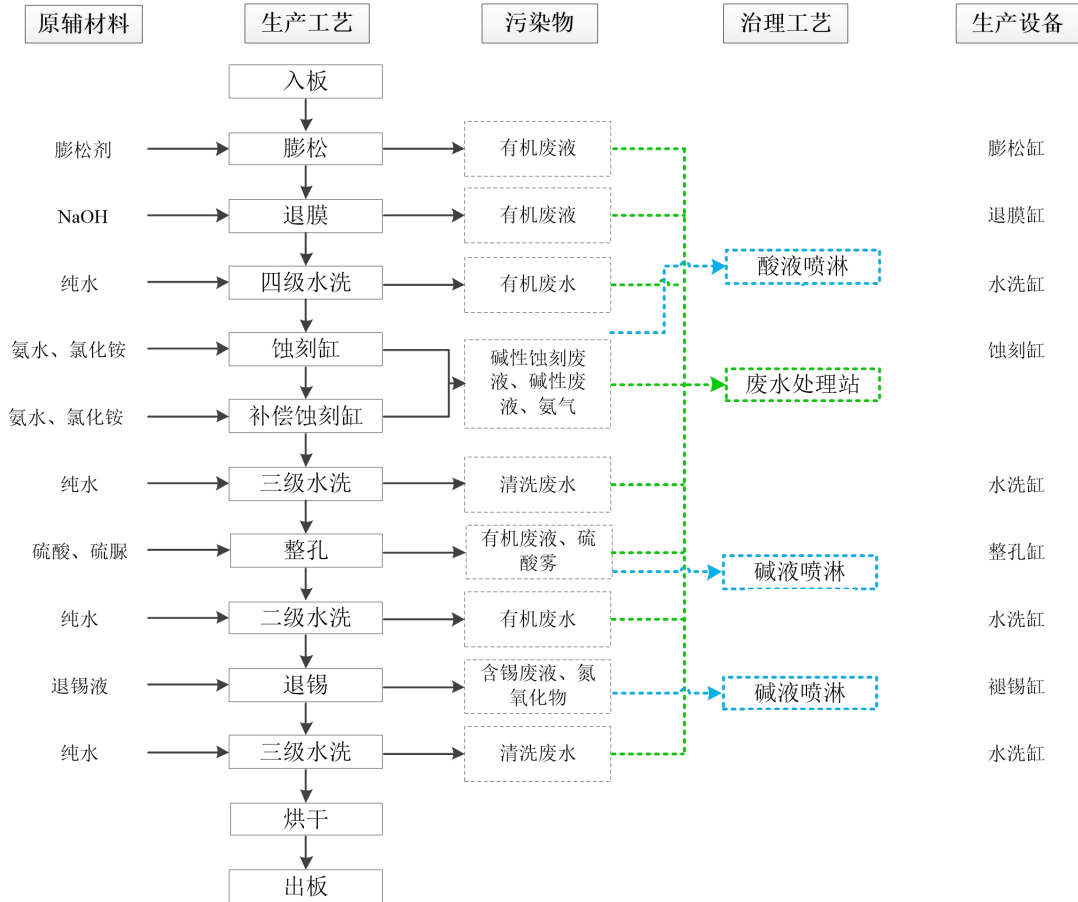 原辅材料
生产工艺
污染物
治理工艺
生产设备
入板
膨松剂
膨松
有机废液
膨松缸
NaOH
退膜
有机废液
退膜缸
酸液喷淋
纯水
四级水洗
有机废水
水洗缸
氨水、氯化铵
蚀刻缸
碱性蚀刻废
液、碱性废
液、氨气
蚀刻缸
废水处理站
氨水、氯化铵
补偿蚀刻缸
纯水
三级水洗
清洗废水
水洗缸
硫酸、硫脲
整孔
有机废液、硫
酸雾
整孔缸
碱液喷淋
纯水
二级水洗
有机废水
水洗缸
退锡液
退锡
含锡废液、氮
氧化物
碱液喷淋
褪锡缸
纯水
三级水洗
清洗废水
水洗缸
烘干
出板